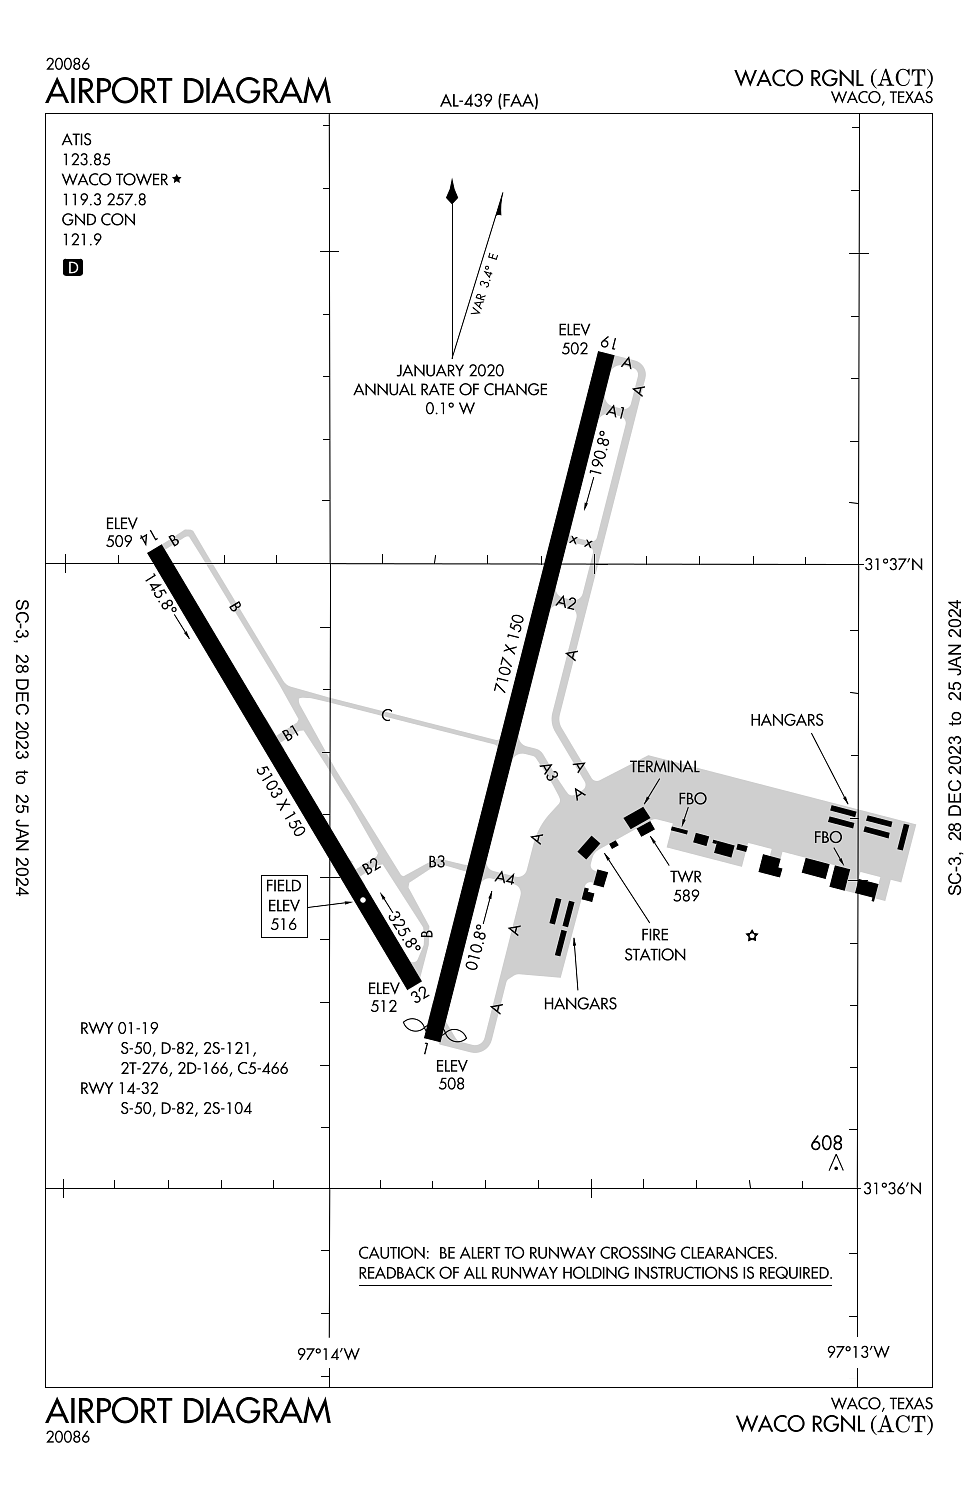 20086
AIRPORT DIAGRAM
AL-439 (FAA)
WACO RGNL (ACT)
WACO, TEXAS
ATIS
123.85
WACO TOWER
119.3 257.8
GND CON
121.9
D
VAR 3.4° E
JANUARY 2020
ANNUAL RATE OF CHANGE
0.1° W
ELEV
502
19
A
A
A1
190.8°
X X
ELEV
509
14
B
145.8°
B
31°37'N
A2
A
7107 X 150
C
B1
5103 X 150
A3
A
A
A
HANGARS
TERMINAL
FBO
FBO
TWR
589
FIRE
STATION
HANGARS
B2
B3
A4
FIELD
ELEV
516
325.8°
B
010.8°
A
A
ELEV
512
32
1
ELEV
508
RWY 01-19
S-50, D-82, 2S-121,
2T-276, 2D-166, C5-466
RWY 14-32
S-50, D-82, 2S-104
608
31°36'N
CAUTION: BE ALERT TO RUNWAY CROSSING CLEARANCES.
READBACK OF ALL RUNWAY HOLDING INSTRUCTIONS IS REQUIRED.
97°14'W
97°13'W
SC-3, 28 DEC 2023 to 25 JAN 2024
SC-3, 28 DEC 2023 to 25 JAN 2024
AIRPORT DIAGRAM
20086
WACO, TEXAS
WACO RGNL (ACT)